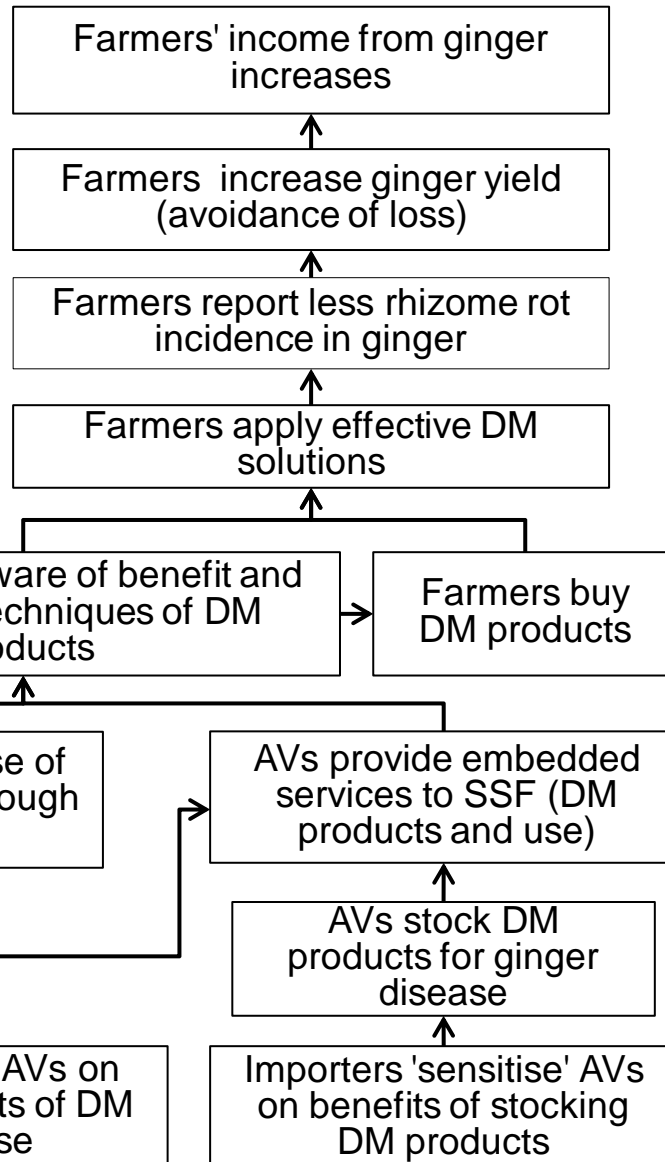 Farmers' income from ginger
increases
Farmers increase ginger yield
(avoidance of loss)
Farmers report less rhizome rot
incidence in ginger
Farmers apply effective DM
solutions
ware of benefit and
echniques of DM
oducts
Farmers buy
DM products
se of
ough
AVs provide embedded
services to SSF (DM
products and use)
AVs stock DM
products for ginger
disease
AVs on
ts of DM
se
Importers 'sensitise' AVs
on benefits of stocking
DM products